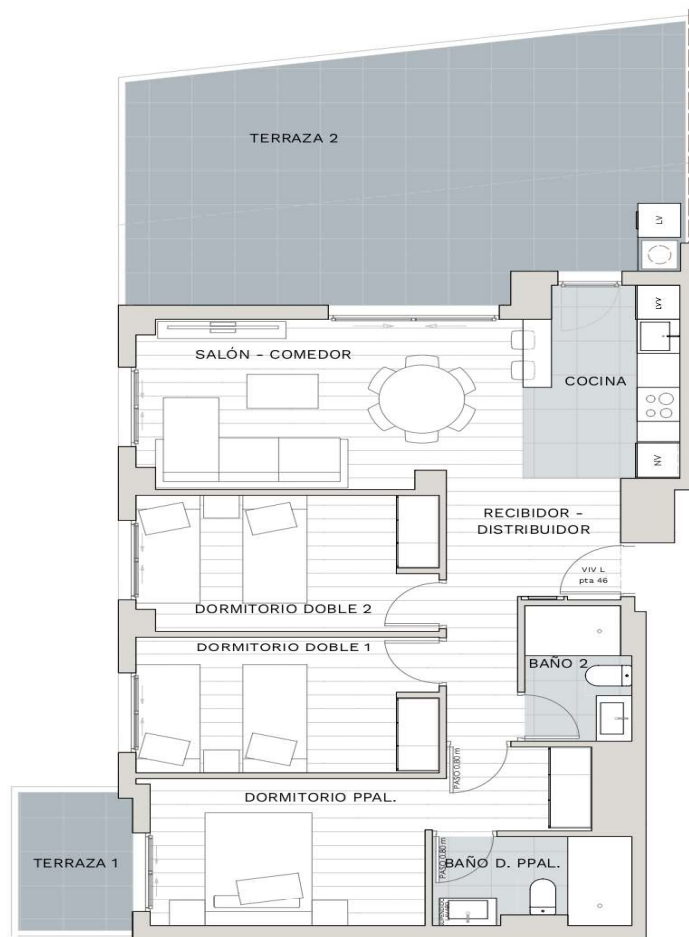 TERRAZA 2
LV
LVV
SALÓN - COMEDOR
COCINA
NV
RECIBIDOR -
DISTRIBUIDOR
VIV L
pta 46
DORMITORIO DOBLE 2
DORMITORIO DOBLE 1
BAÑO 2
PASO 0.80 m
DORMITORIO PPAL.
TERRAZA 1
PASO 0.80 m
BAÑO D. PPAL.